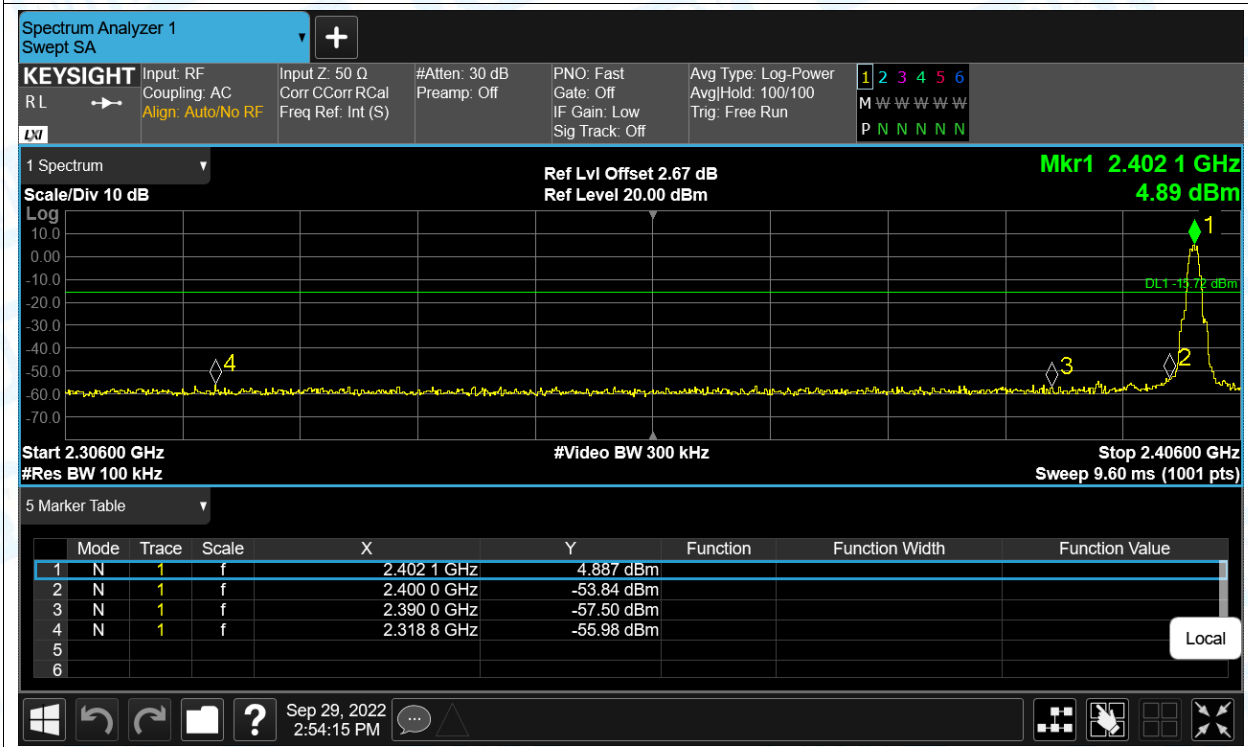 Spectrum Analyzer 1
Swept SA
KEYSIGHT
R L
LXI
Input: RF
Coupling: AC
Align: Auto/No RF
Input Z: 50 Ω
Corr CCorr RCal
Freq Ref: Int (S)
#Atten: 30 dB
Preamp: Off
PNO: Fast
Gate: Off
IF Gain: Low
Sig Track: Off
Avg Type: Log-Power
Avg|Hold: 100/100
Trig: Free Run
1 2 3 4 5 6
M W W W W W
P N N N N N
1 Spectrum
Scale/Div 10 dB
Ref Lvl Offset 2.67 dB
Ref Level 20.00 dBm
Mkr1 2.402 1 GHz
4.89 dBm
Log
10.0
0.00
-10.0
-20.0
-30.0
-40.0
-50.0
-60.0
-70.0
1
DL1 -15.72 dBm
4
3
2
Start 2.30600 GHz
#Video BW 300 kHz
Stop 2.40600 GHz
#Res BW 100 kHz
Sweep 9.60 ms (1001 pts)
5 Marker Table
Mode Trace Scale X Y Function Function Width Function Value
1 N 1 f 2.402 1 GHz 4.887 dBm
2 N 1 f 2.400 0 GHz -53.84 dBm
3 N 1 f 2.390 0 GHz -57.50 dBm
4 N 1 f 2.318 8 GHz -55.98 dBm
5
6
Local
?
Sep 29, 2022
2:54:15 PM